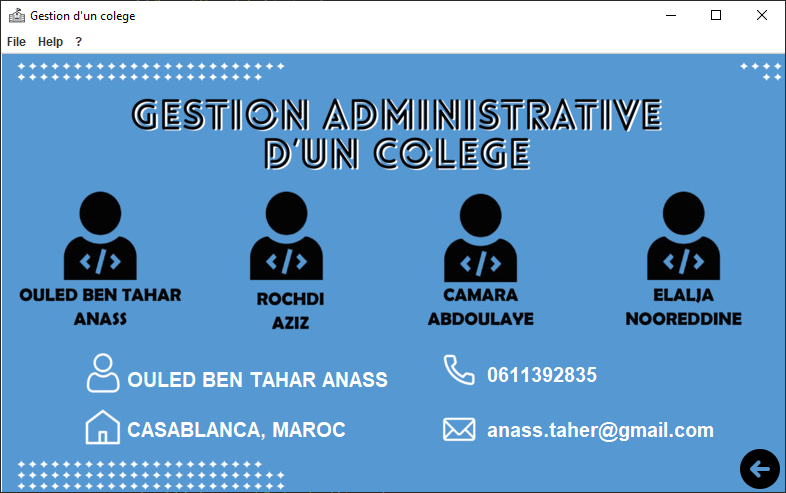 Gestion d'un colege
File Help ?
GESTION ADMINISTRATIVE
D'UN COLEGE
</>
</>
</>
</>
OULED BEN TAHAR
ANASS
ROCHDI
AZIZ
CAMARA
ABDOULAYE
ELALJA
NOOREDDINE
OULED BEN TAHAR ANASS
0611392835
CASABLANCA, MAROC
anass.taher@gmail.com